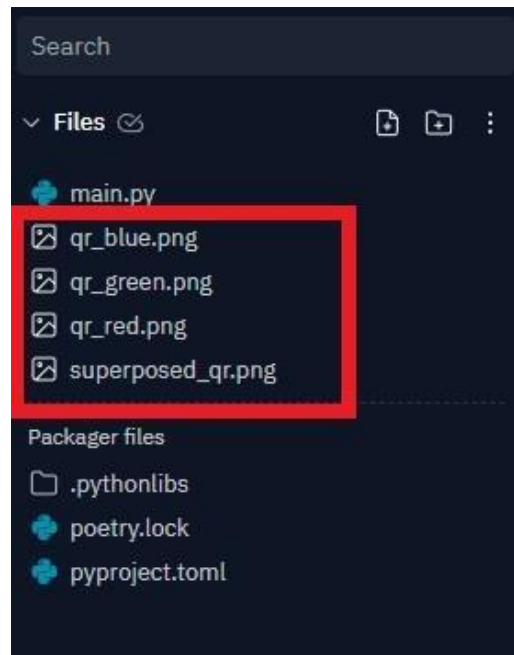 Search
Files
main.py
qr_blue.png
qr_green.png
qr_red.png
superposed_qr.png
Packager files
.pythonlibs
poetry.lock
pyproject.toml